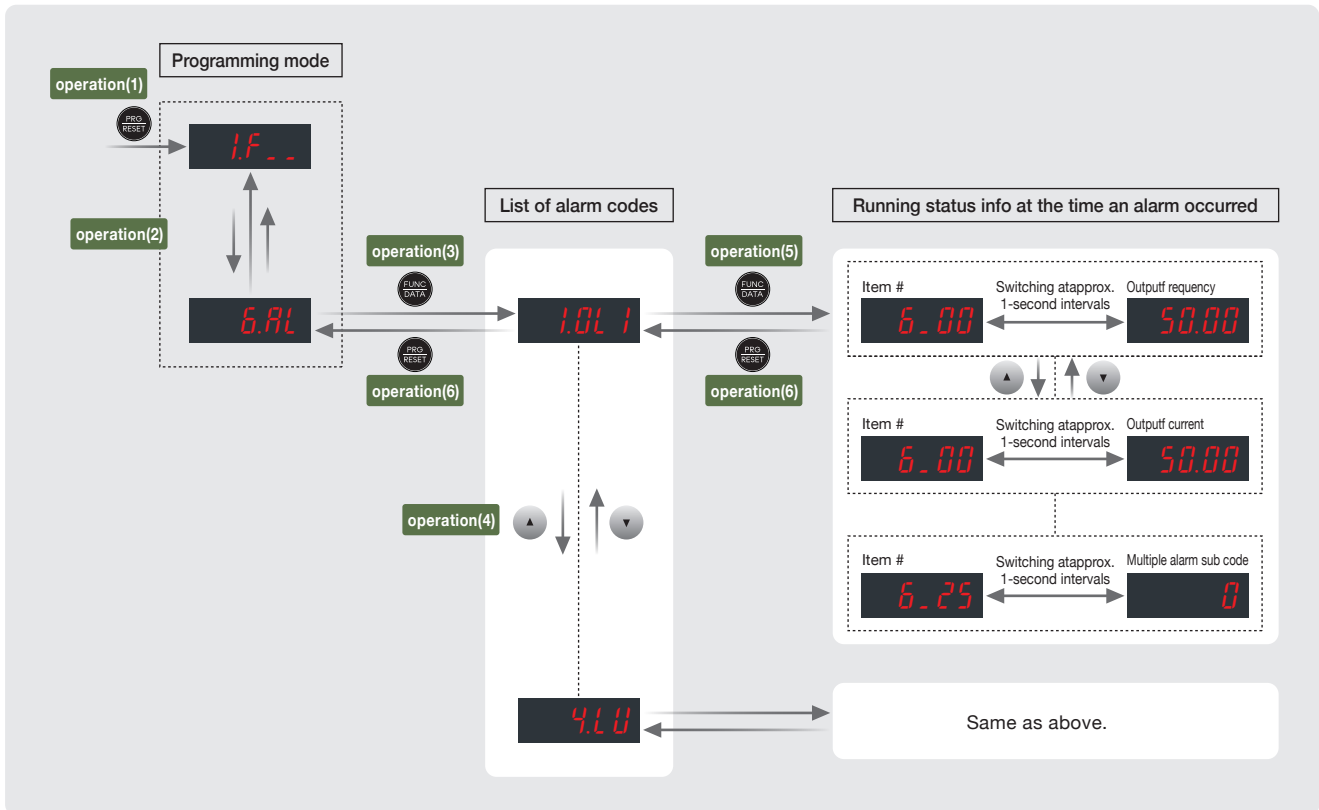 Programming mode
operation(1)
PRG
RESET
1.F_ _
operation(2)
6.AL
operation(3)
FUNC
DATA
PRG
RESET
operation(6)
List of alarm codes
1.OL1
operation(4)
▲
▼
4.LU
operation(5)
FUNC
DATA
PRG
RESET
operation(6)
Running status info at the time an alarm occurred
Item #
Switching atapprox.
1-second intervals
Outputf requency
6_00
50.00
▲
▼
Item #
Switching atapprox.
1-second intervals
Outputf current
6_00
50.00
Item #
Switching atapprox.
1-second intervals
Multiple alarm sub code
6_25
0
Same as above.